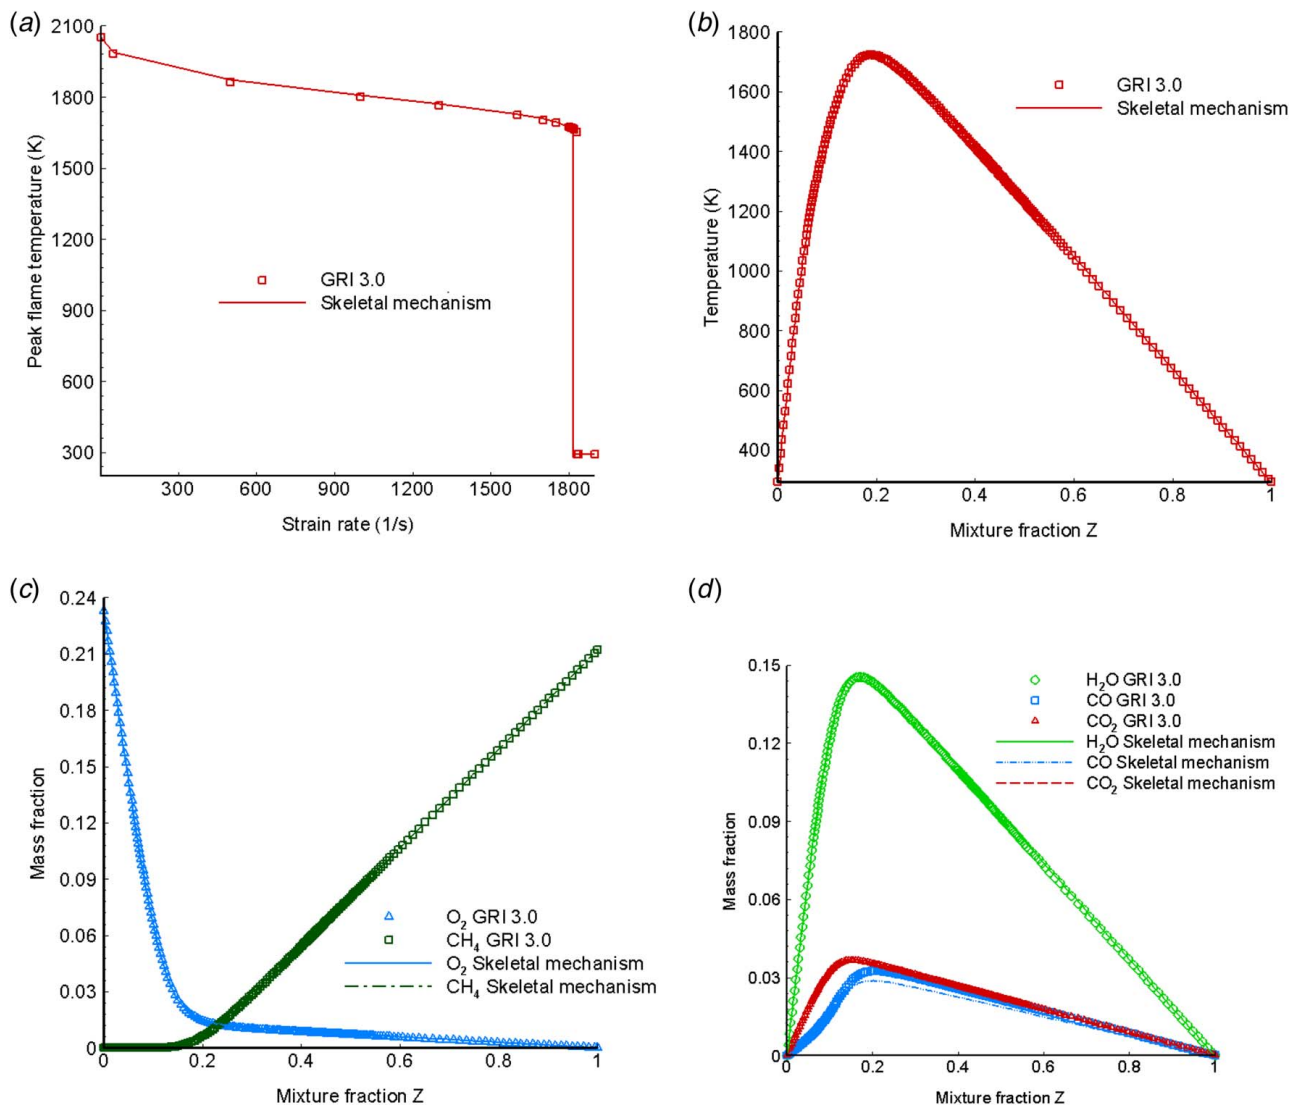 (a)
2100
1800
1500
1200
900
600
300
Peak flame temperature (K)
GRI 3.0
Skeletal mechanism
300 600 900 1200 1500 1800
Strain rate (1/s)
(b)
1800
1600
1400
1200
1000
800
600
400
Temperature (K)
GRI 3.0
Skeletal mechanism
0 0.2 0.4 0.6 0.8 1
Mixture fraction Z
(c)
0.24
0.21
0.18
0.15
0.12
0.09
0.06
0.03
0
Mass fraction
O₂ GRI 3.0
CH₄ GRI 3.0
O₂ Skeletal mechanism
CH₄ Skeletal mechanism
0 0.2 0.4 0.6 0.8 1
Mixture fraction Z
(d)
0.15
0.12
0.09
0.06
0.03
0
Mass fraction
H₂O GRI 3.0
CO GRI 3.0
CO₂ GRI 3.0
H₂O Skeletal mechanism
CO Skeletal mechanism
CO₂ Skeletal mechanism
0 0.2 0.4 0.6 0.8 1
Mixture fraction Z